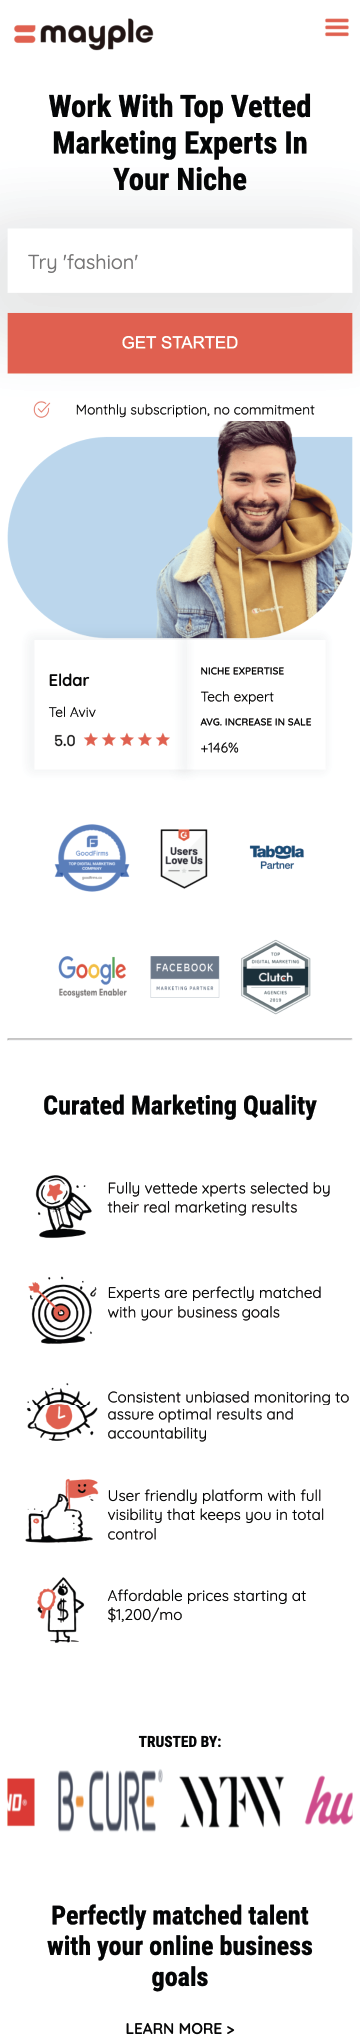 mayple
Work With Top Vetted
Marketing Experts In
Your Niche
Try 'fashion'
GET STARTED
Monthly subscription, no commitment
Champion
Eldar
Tel Aviv
5.0
NICHE EXPERTISE
Tech expert
AVG. INCREASE IN SALE
+146%
GoodFirms
TOP DIGITAL MARKETING
COMPANY
goodfirms.co
Users
Love Us
Taboola
Partner
Google
Ecosystem Enabler
FACEBOOK
MARKETING PARTNER
TOP
DIGITAL MARKETING
Clutch
AGENCIES
2019
Curated Marketing Quality
Fully vettede xperts selected by
their real marketing results
Experts are perfectly matched
with your business goals
Consistent unbiased monitoring to
assure optimal results and
accountability
User friendly platform with full
visibility that keeps you in total
control
$
Affordable prices starting at
$1,200/mo
TRUSTED BY:
B-CURE®
NYFW
hu
Perfectly matched talent
with your online business
goals
LEARN MORE >